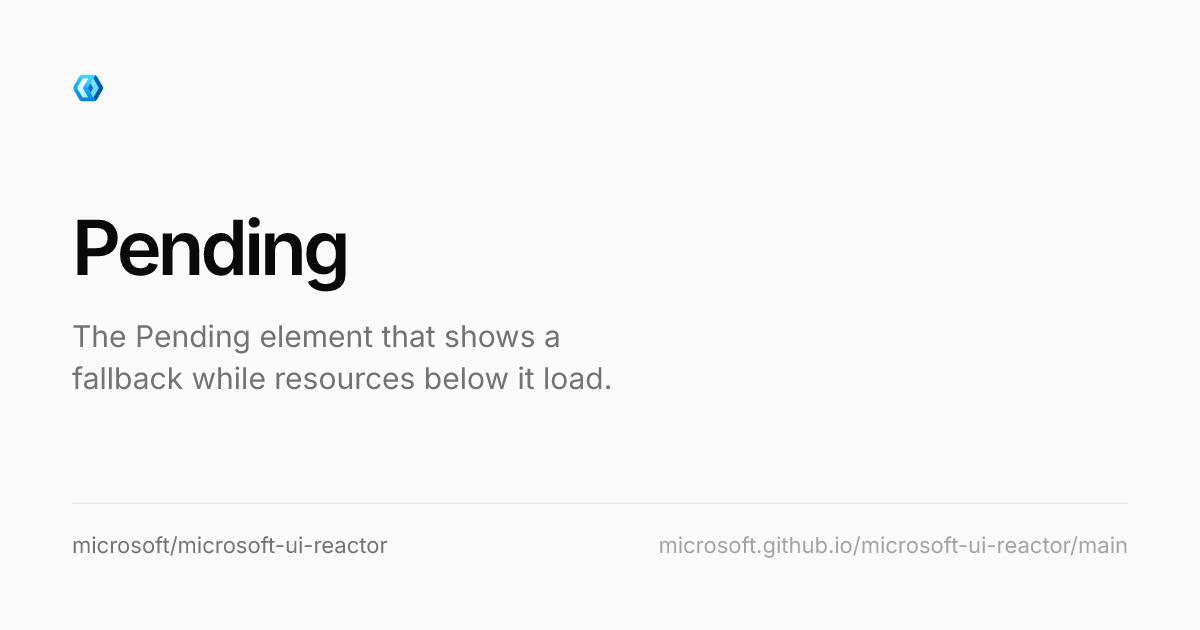 Pending
The Pending element that shows a
fallback while resources below it load.
microsoft/microsoft-ui-reactor
microsoft.github.io/microsoft-ui-reactor/main